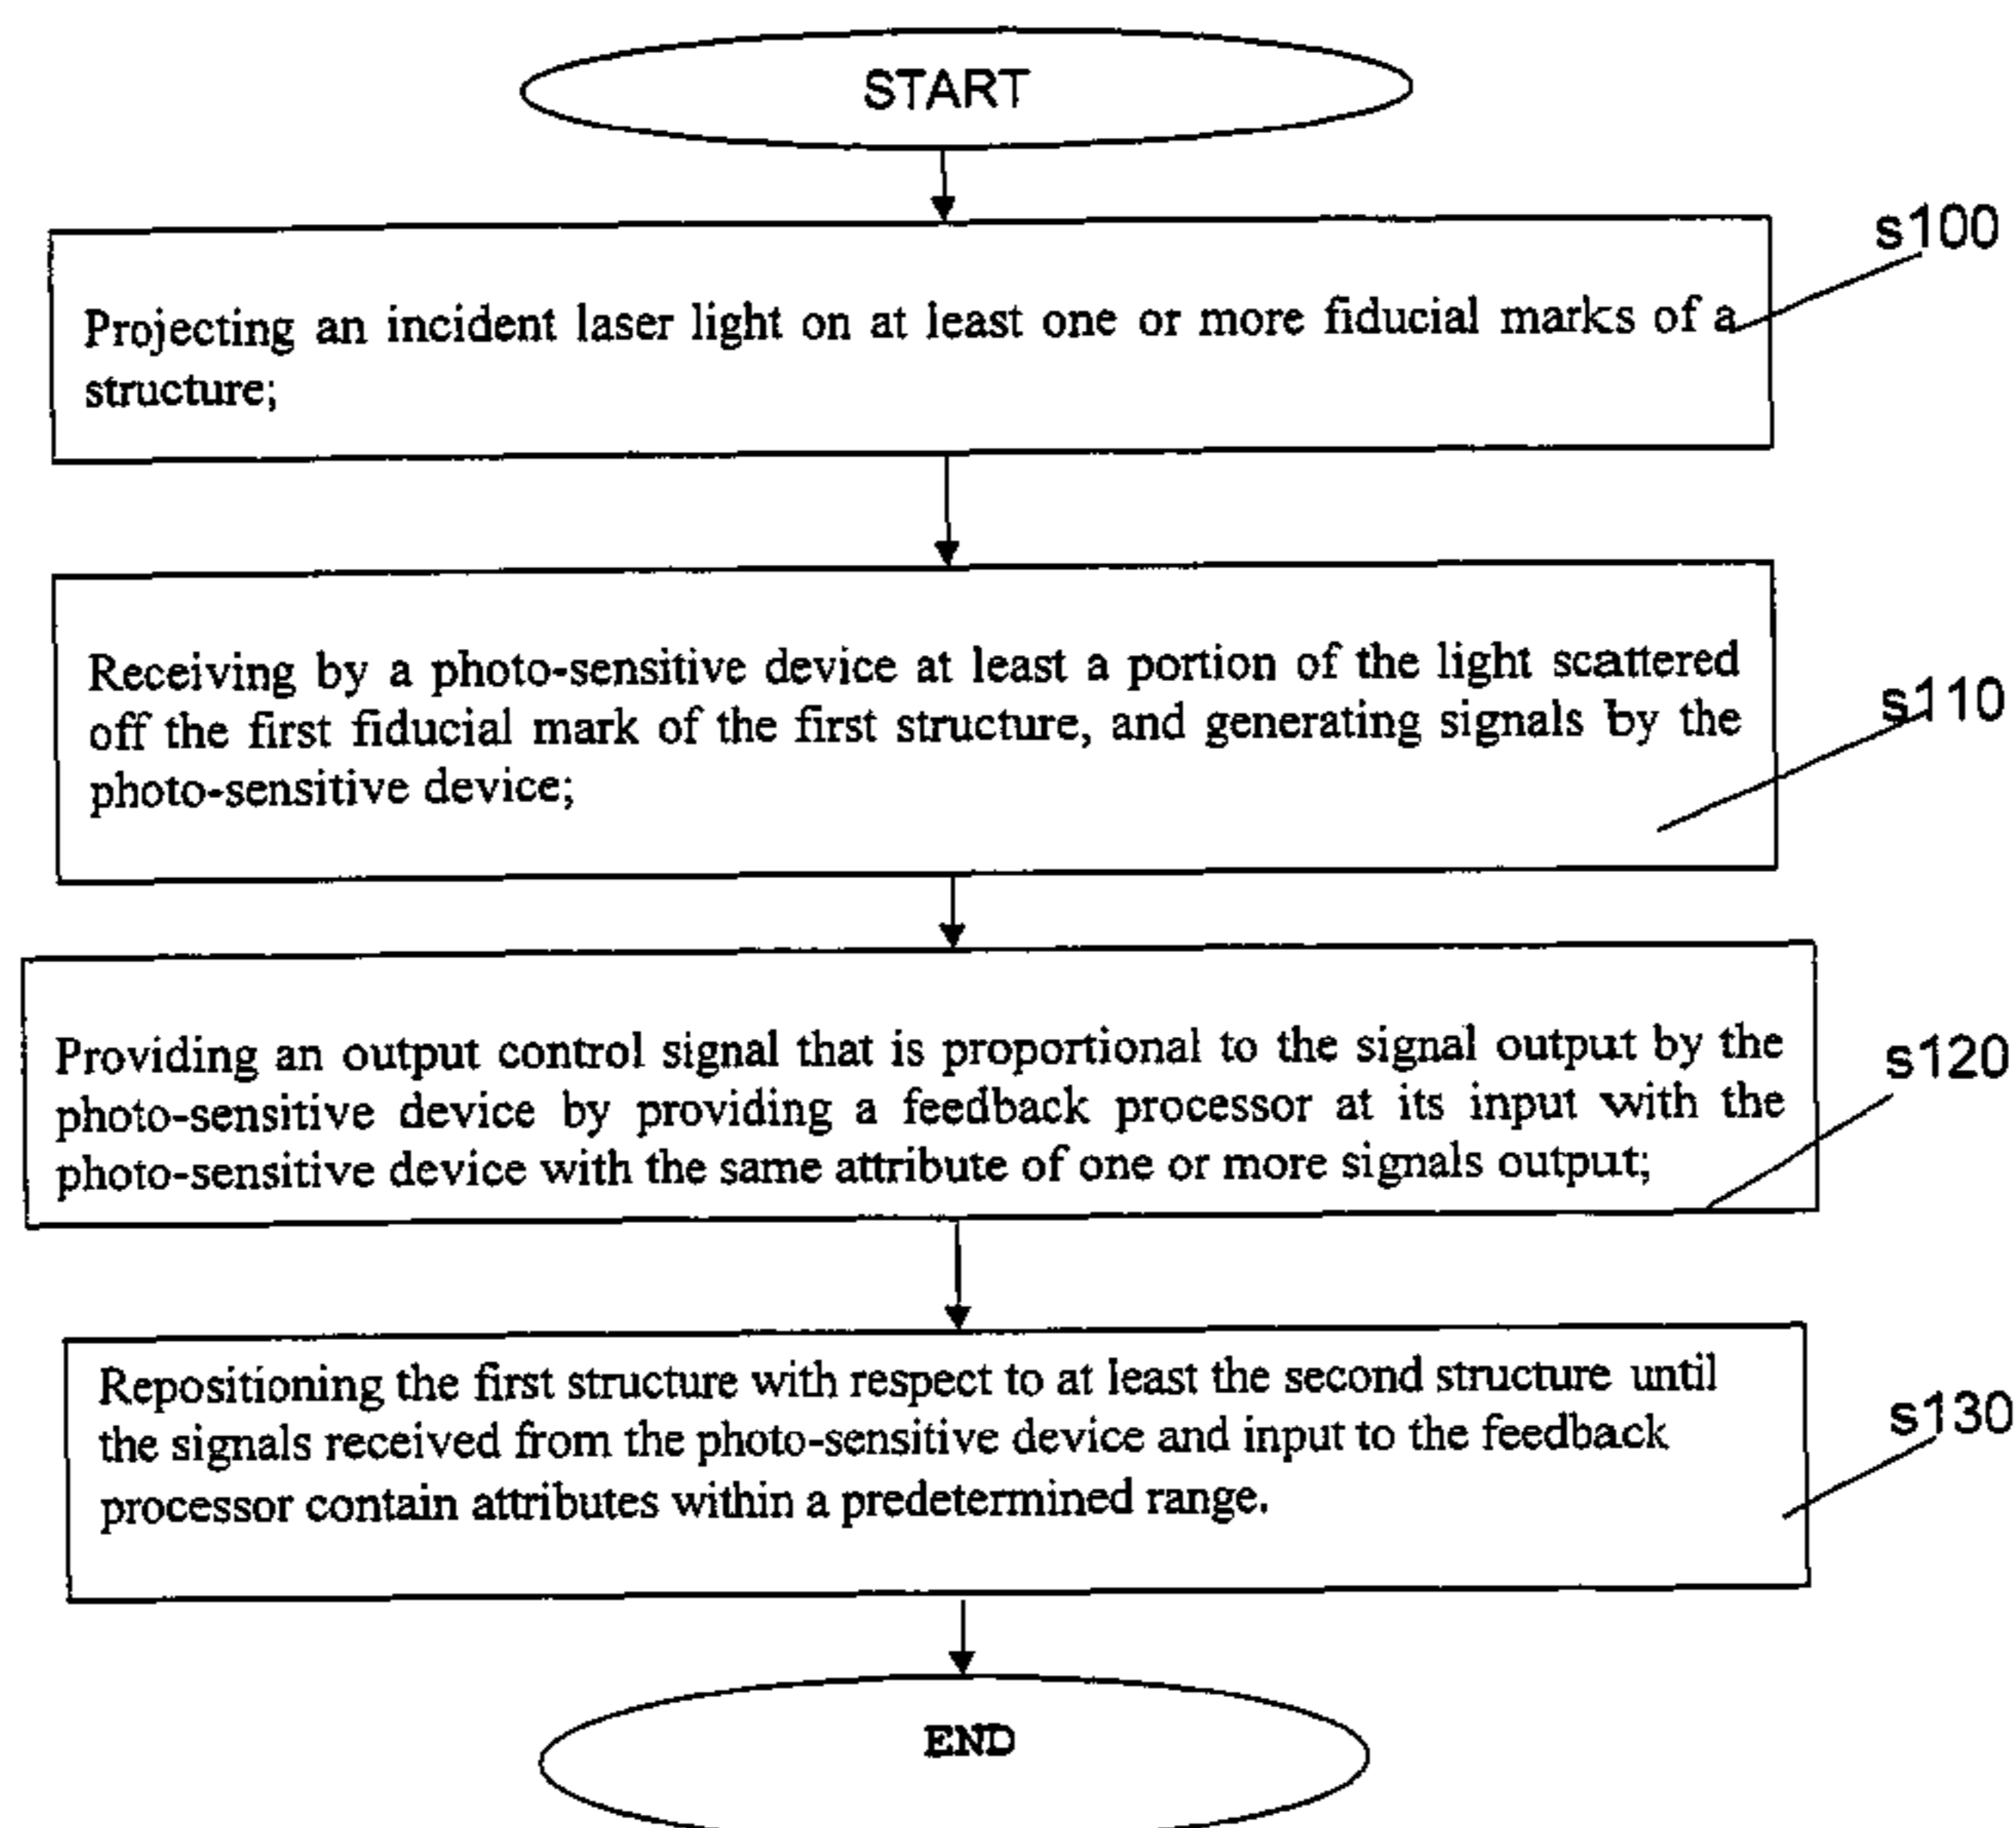 START
s100
Projecting an incident laser light on at least one or more fiducial marks of a
structure;
s110
Receiving by a photo-sensitive device at least a portion of the light scattered
off the first fiducial mark of the first structure, and generating signals by the
photo-sensitive device;
s120
Providing an output control signal that is proportional to the signal output by the
photo-sensitive device by providing a feedback processor at its input with the
photo-sensitive device with the same attribute of one or more signals output;
s130
Repositioning the first structure with respect to at least the second structure until
the signals received from the photo-sensitive device and input to the feedback
processor contain attributes within a predetermined range.
END